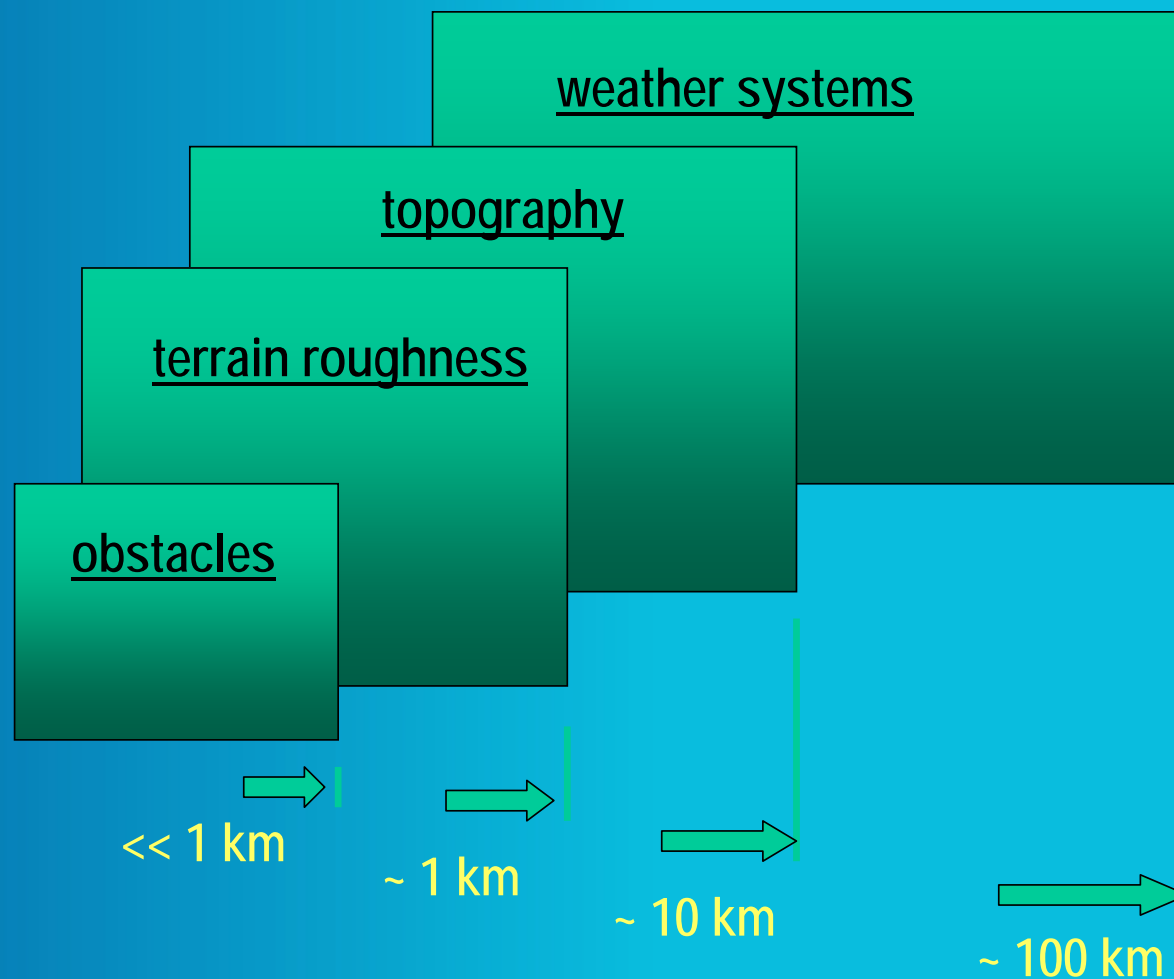 weather systems
topography
terrain roughness
obstacles
<< 1 km
~ 1 km
~ 10 km
~ 100 km